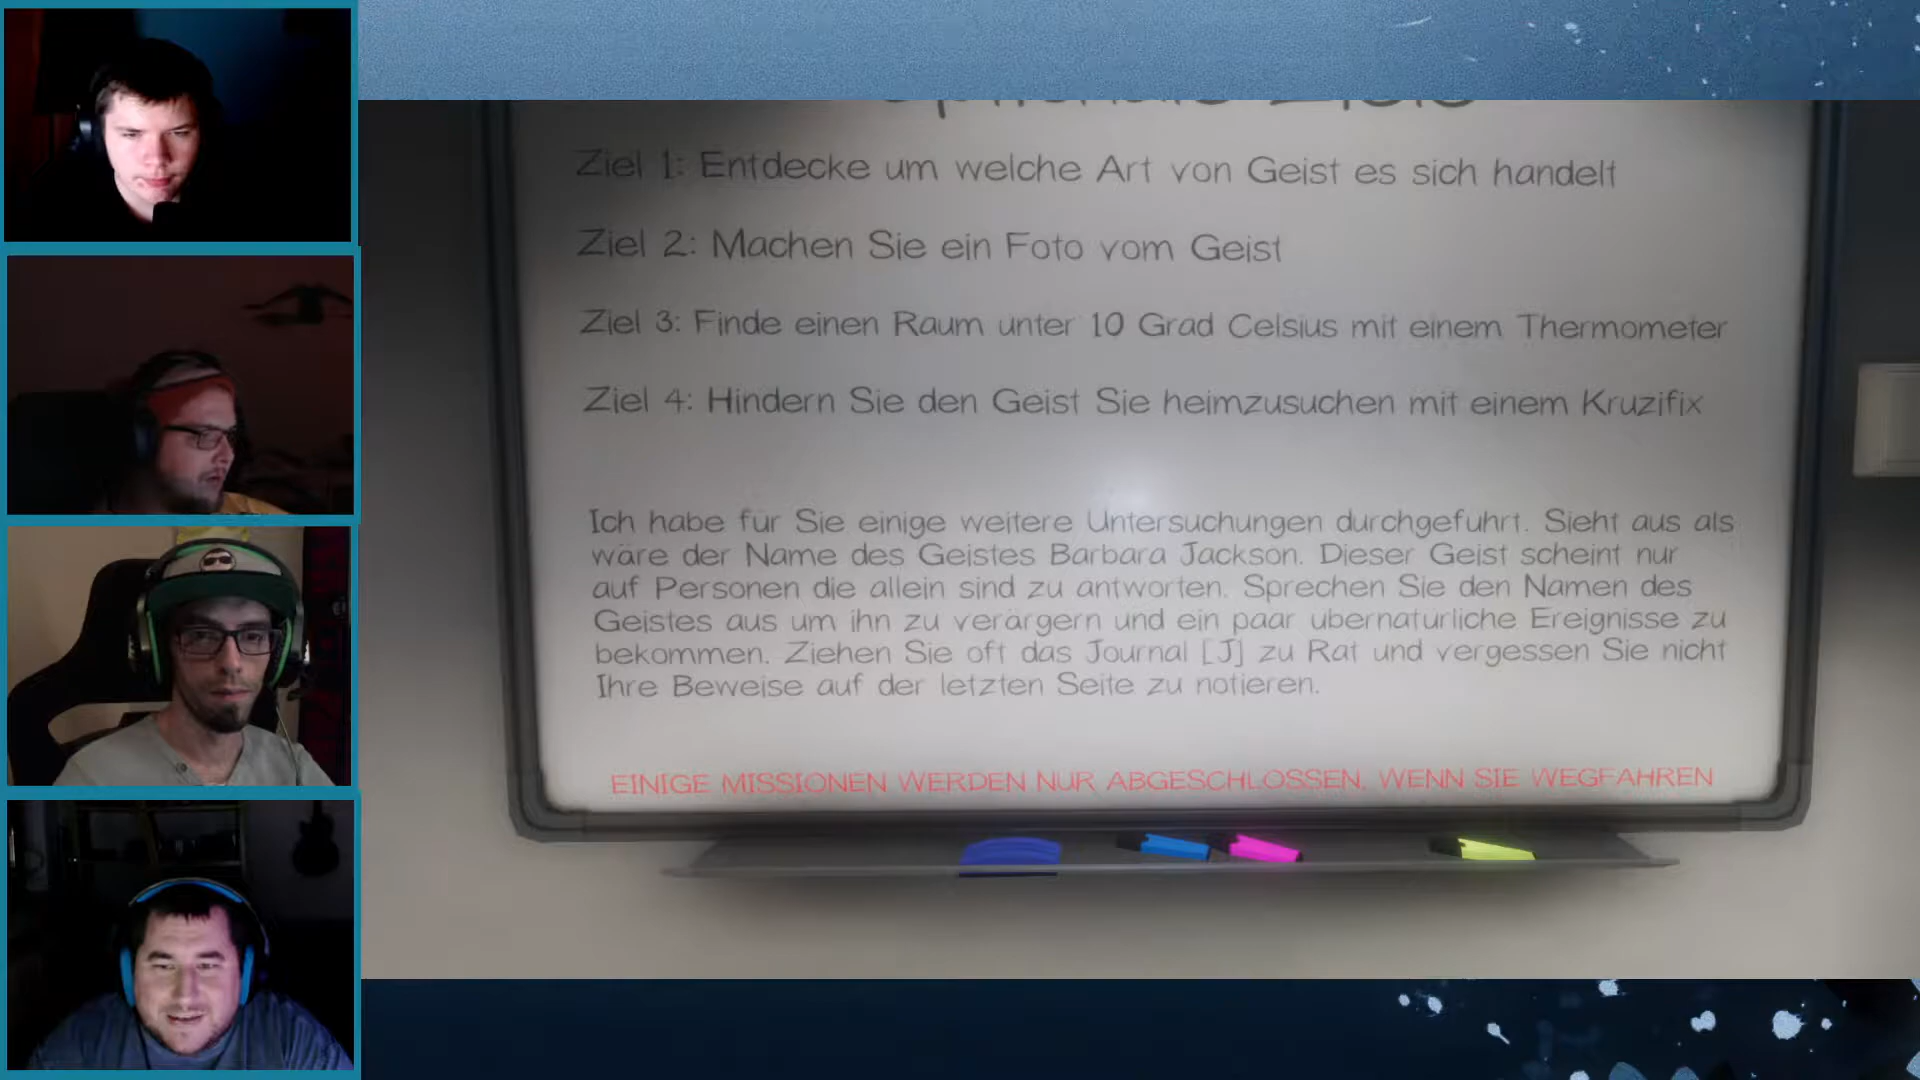 Ziel 1: Entdecke um welche Art von Geist es sich handelt
Ziel 2: Machen Sie ein Foto vom Geist
Ziel 3: Finde einen Raum unter 10 Grad Celsius mit einem Thermometer
Ziel 4: Hindern Sie den Geist Sie heimzusuchen mit einem Kruzifix
Ich habe für Sie einige weitere Untersuchungen durchgeführt. Sieht aus als
wäre der Name des Geistes Barbara Jackson. Dieser Geist scheint nur
auf Personen die allein sind zu antworten. Sprechen Sie den Namen des
Geistes aus um ihn zu verärgern und ein paar übernatürliche Ereignisse zu
bekommen. Ziehen Sie oft das Journal [J] zu Rat und vergessen Sie nicht
Ihre Beweise auf der letzten Seite zu notieren.
EINIGE MISSIONEN WERDEN NUR ABGESCHLOSSEN, WENN SIE WEGFAHREN